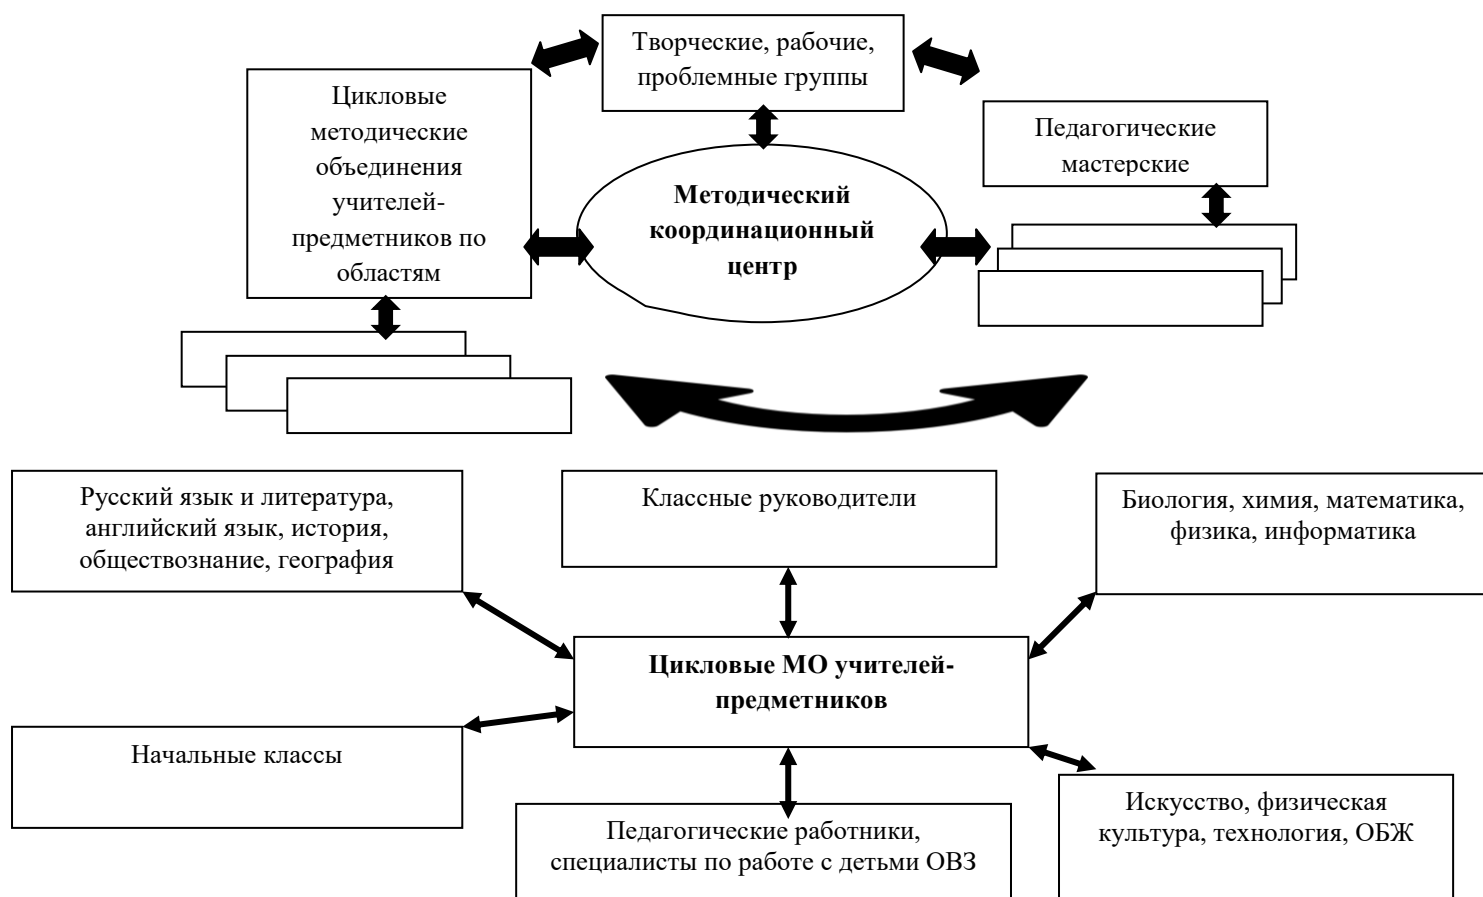 Творческие, рабочие,
проблемные группы
Цикловые
методические
объединения
учителей-
предметников по
областям
Педагогические
мастерские
Методический
координационный
центр
Русский язык и литература,
английский язык, история,
обществознание, география
Классные руководители
Биология, химия, математика,
физика, информатика
Цикловые МО учителей-
предметников
Начальные классы
Педагогические работники,
специалисты по работе с детьми ОВЗ
Искусство, физическая
культура, технология, ОБЖ